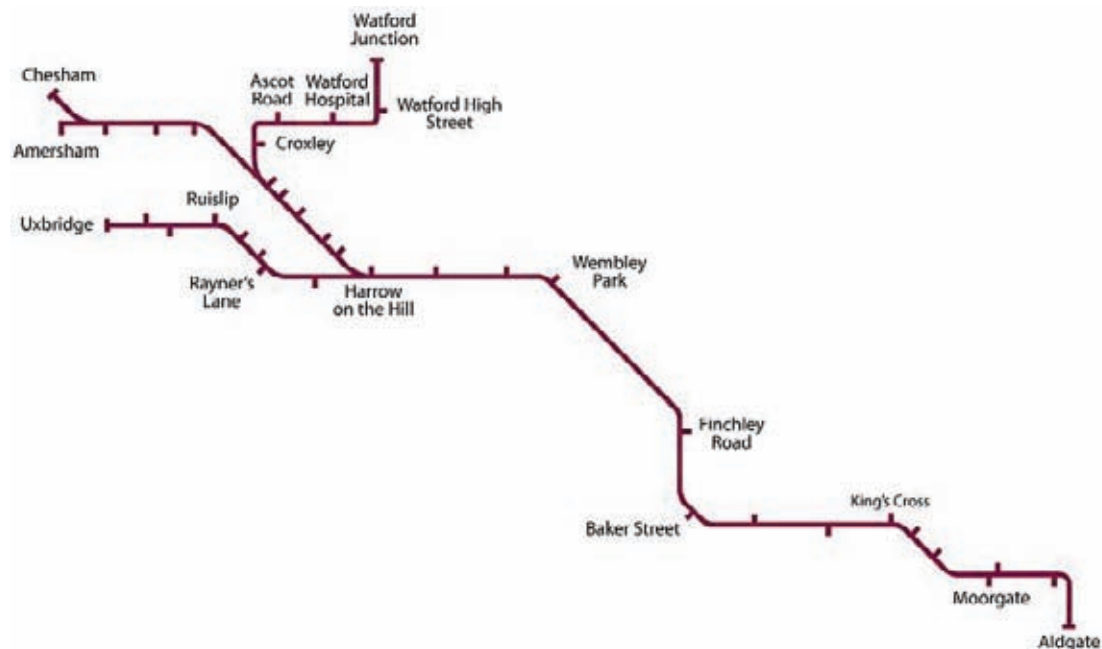 Watford
Junction
Chesham
Ascot
Road
Watford
Hospital
Watford High
Street
Croxley
Amersham
Ruislip
Uxbridge
Rayner's
Lane
Harrow
on the Hill
Wembley
Park
Finchley
Road
King's Cross
Baker Street
Moorgate
Aldgate